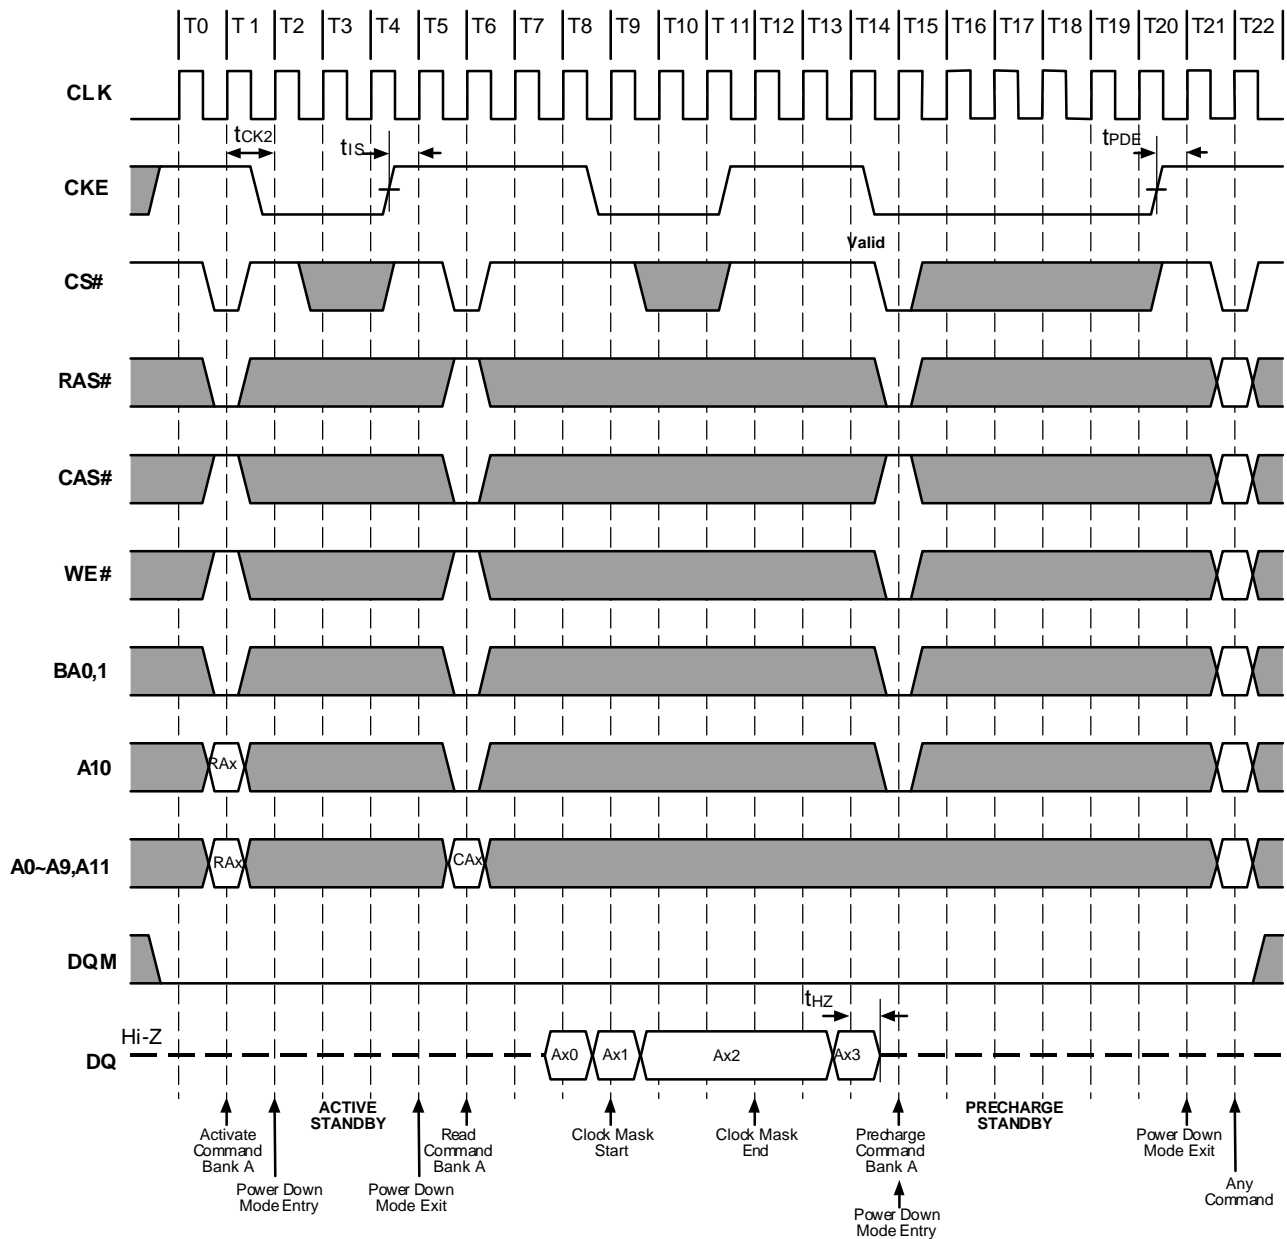 T0 T 1 T2 T3 T4 T5 T6 T7 T8 T9 T10 T 11 T12 T13 T14 T15 T16 T17 T18 T19 T20 T21 T22
CLK
tCK2
tIS
tPDE
CKE
Valid
CS#
RAS#
CAS#
WE#
BA0,1
A10
RAx
A0~A9,A11
RAx
CAx
DQM
tHZ
Hi-Z
DQ
Ax0
Ax1
Ax2
Ax3
Activate
Command
Bank A
Power Down
Mode Entry
ACTIVE
STANDBY
Power Down
Mode Exit
Read
Command
Bank A
Clock Mask
Start
Clock Mask
End
Precharge
Command
Bank A
Power Down
Mode Entry
PRECHARGE
STANDBY
Power Down
Mode Exit
Any
Command